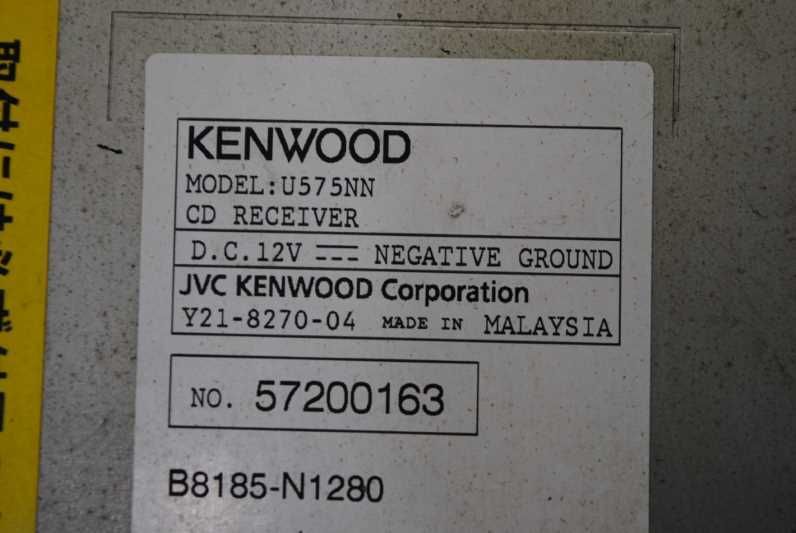 KENWOOD
MODEL:U575NN
CD RECEIVER
D.C.12V NEGATIVE GROUND
JVC KENWOOD Corporation
Y21-8270-04 MADE IN MALAYSIA
NO. 57200163
B8185-N1280